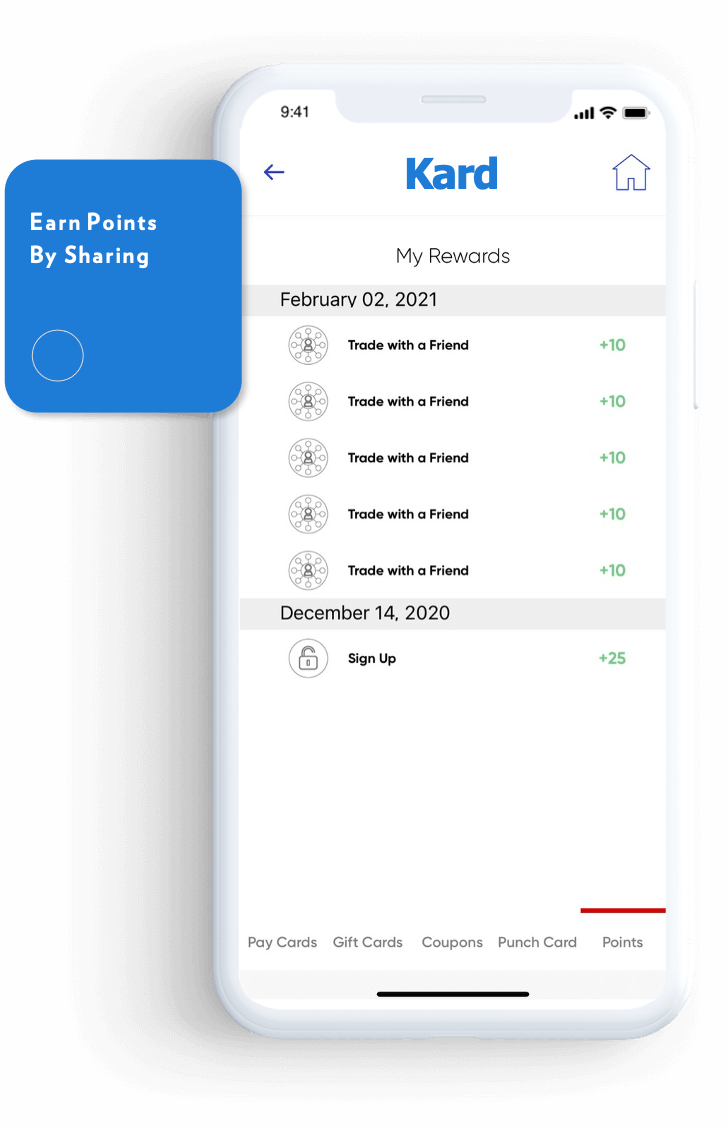 9:41
Kard
Earn Points
By Sharing
My Rewards
February 02, 2021
Trade with a Friend +10
Trade with a Friend +10
Trade with a Friend +10
Trade with a Friend +10
Trade with a Friend +10
December 14, 2020
Sign Up +25
Pay Cards Gift Cards Coupons Punch Card Points